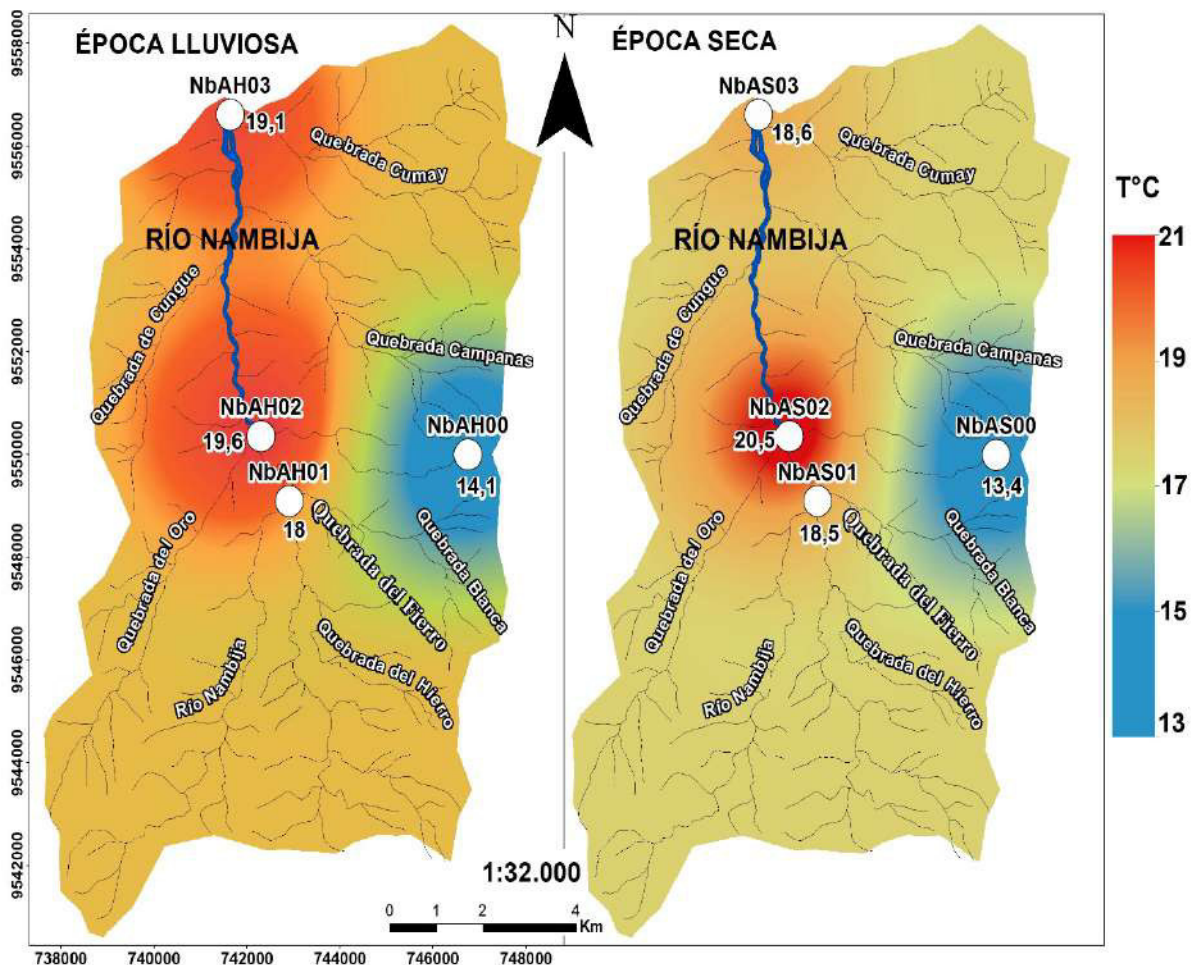 ÉPOCA LLUVIOSA
N
ÉPOCA SECA
NbAH03
19,1
Quebrada Cumay
RÍO NAMBIJA
Quebrada de Cungue
Quebrada Campanas
NbAH02
19,6
NbAH00
14,1
NbAH01
18
Quebrada del Oro
Quebrada del Fierro
Quebrada Blanca
Río Nambija
Quebrada del Hierro
NbAS03
18,6
Quebrada Cumay
RÍO NAMBIJA
Quebrada de Cungue
Quebrada Campanas
NbAS02
20,5
NbAS00
13,4
NbAS01
18,5
Quebrada del Oro
Quebrada del Fierro
Quebrada Blanca
Río Nambija
Quebrada del Hierro
T°C
21
19
17
15
13
1:32.000
0 1 2 4
Km
9558000
9556000
9554000
9552000
9550000
9548000
9546000
9544000
9542000
738000 740000 742000 744000 746000 748000